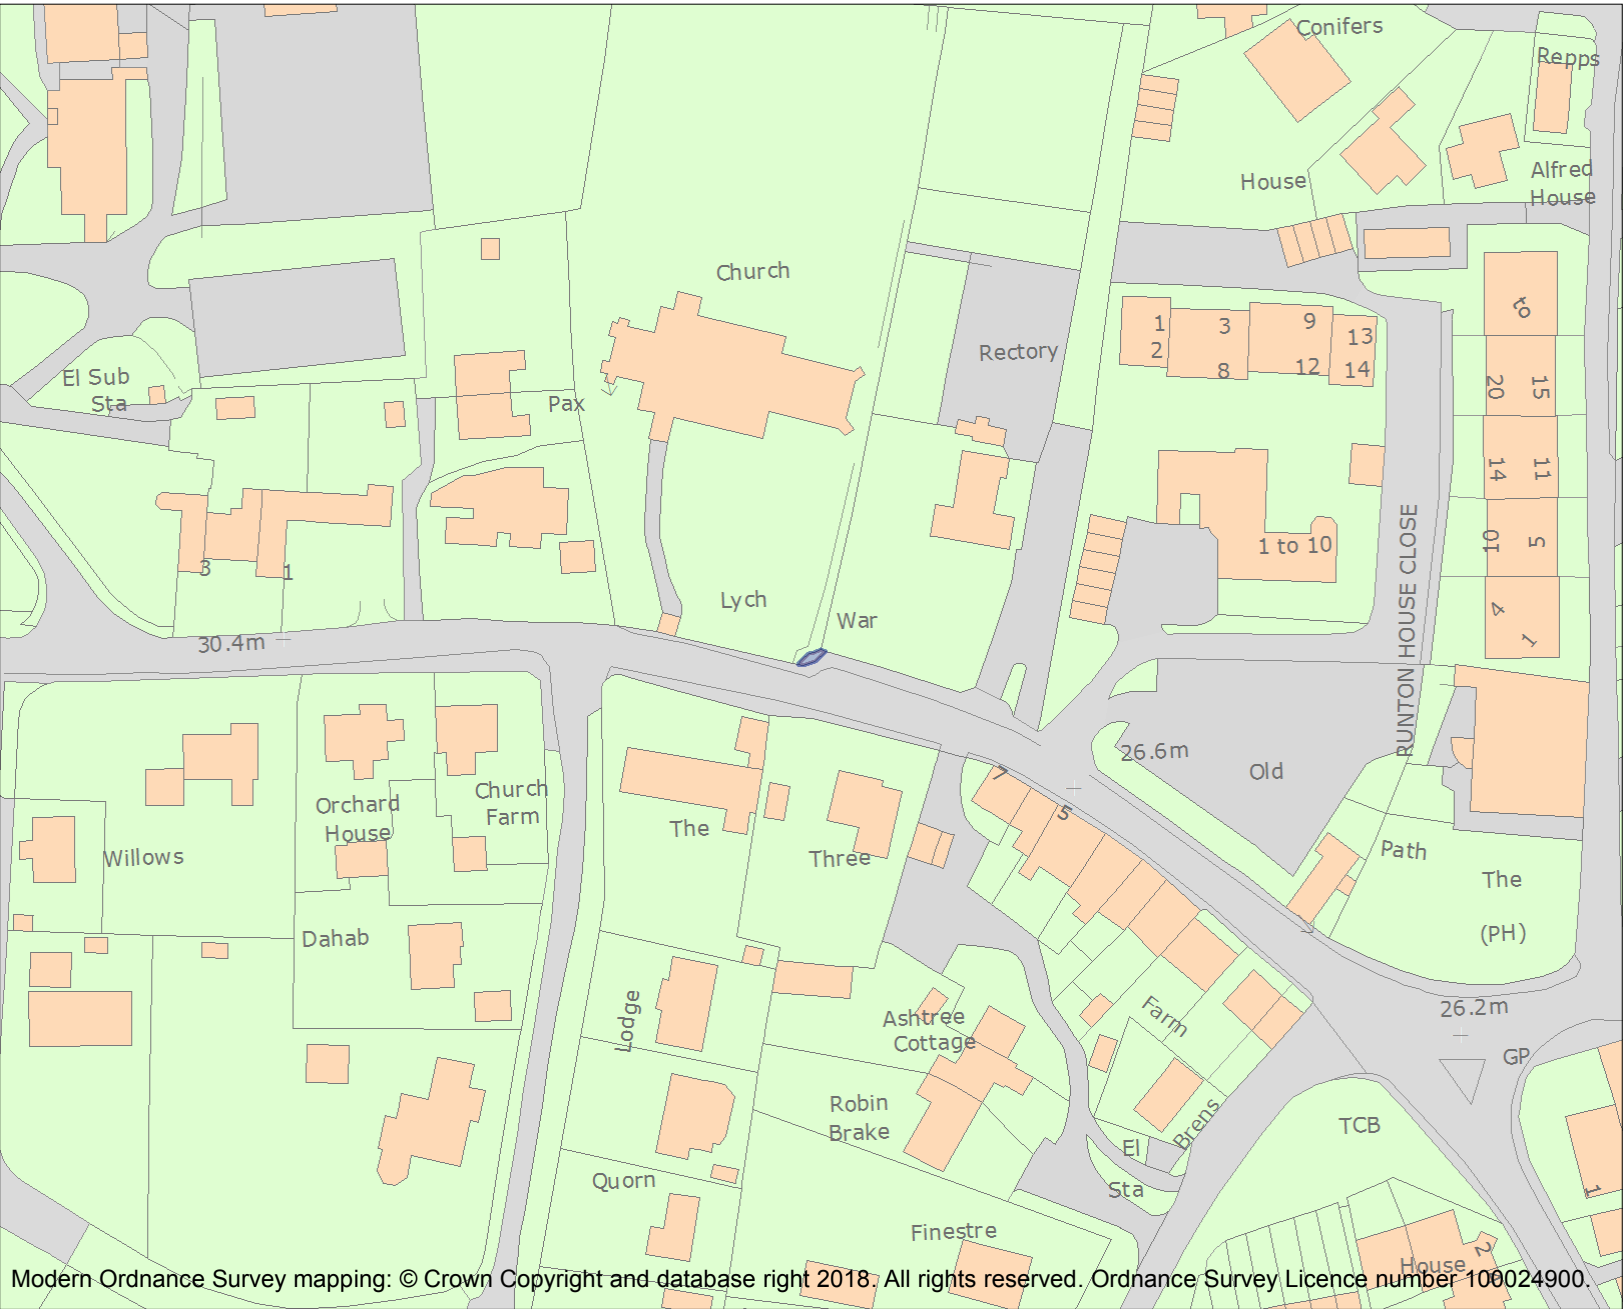 Conifers
Repps
Alfred
House
House
Church
to
Rectory
1
2
3
8
9
12
13
14
El Sub
Sta
Pax
20
15
14
11
10
5
4
1
1 to 10
RUNTON HOUSE CLOSE
3
1
Lych
War
30.4m
26.6m
Old
7
5
Church
Farm
Orchard
House
The
Three
Willows
Path
The
(PH)
Dahab
Lodge
Ashtree
Cottage
Farm
26.2m
GP
Robin
Brake
Brens
TCB
El
Sta
Quorn
1
Finestre
House
2
Modern Ordnance Survey mapping: © Crown Copyright and database right 2018. All rights reserved. Ordnance Survey Licence number 100024900.